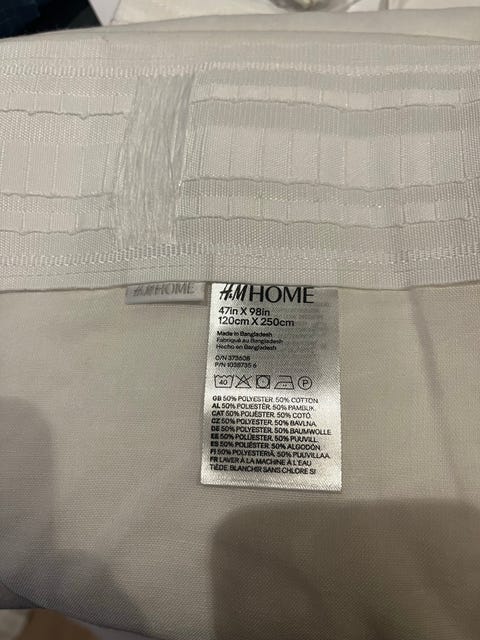 H&M HOME
H&M HOME
47in X 98in
120cm X 250cm
Made in Bangladesh
Fabriqué au Bangladesh
Hecho en Bangladesh
O/N 373608
P/N 1038735 6
40 P
GB 50% POLYESTER. 50% COTTON
AL 50% POLIESTËR. 50% PAMBUK.
CAT 50% POLIÈSTER. 50% COTÓ.
CZ 50% POLYESTER. 50% BAVLNA.
DE 50% POLYESTER. 50% BAUMWOLLE.
EE 50% POLÜESTER. 50% PUUVILL.
ES 50% POLIÉSTER. 50% ALGODÓN.
FI 50% POLYESTERIÄ. 50% PUUVILLAA.
FR LAVER À LA MACHINE À L'EAU
TIÈDE BLANCHIR SANS CHLORE SI